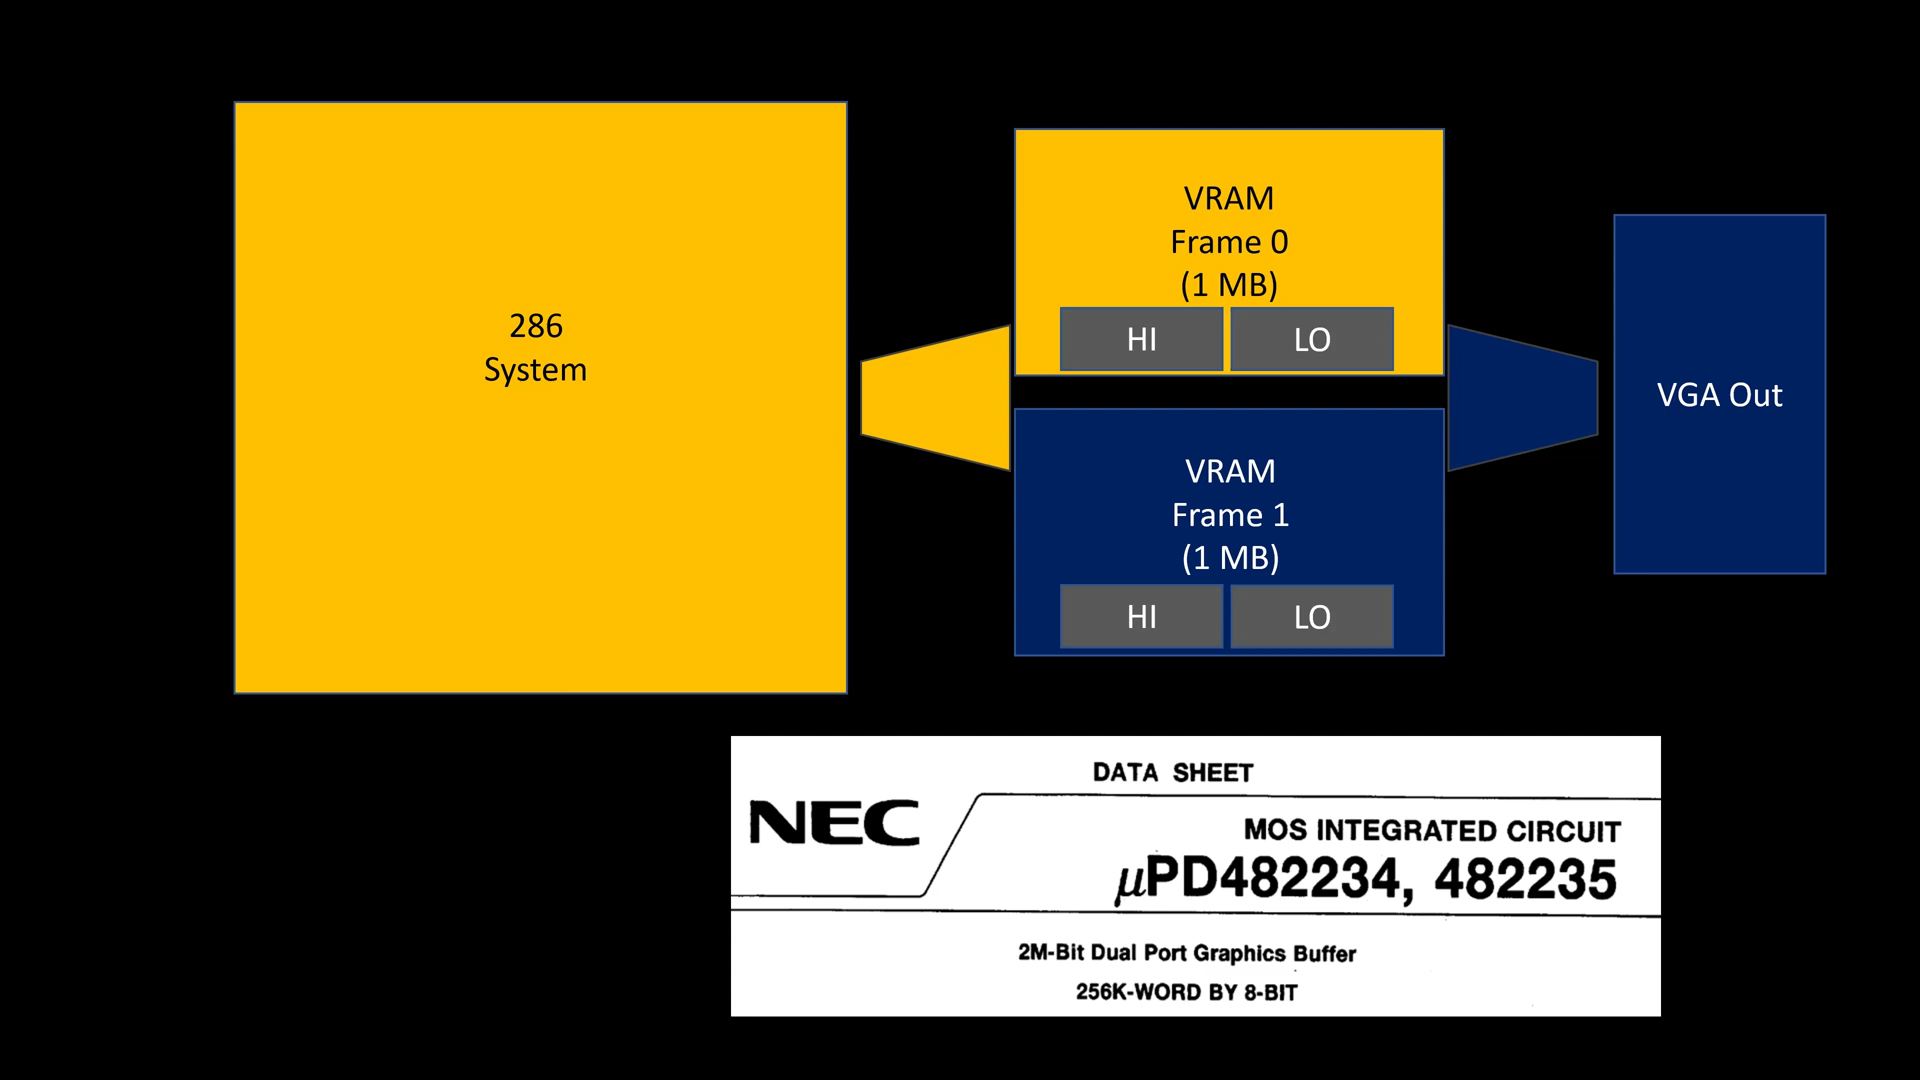 286
System
VRAM
Frame 0
(1 MB)
HI
LO
VRAM
Frame 1
(1 MB)
HI
LO
VGA Out
DATA SHEET
NEC
MOS INTEGRATED CIRCUIT
μPD482234, 482235
2M-Bit Dual Port Graphics Buffer
256K-WORD BY 8-BIT